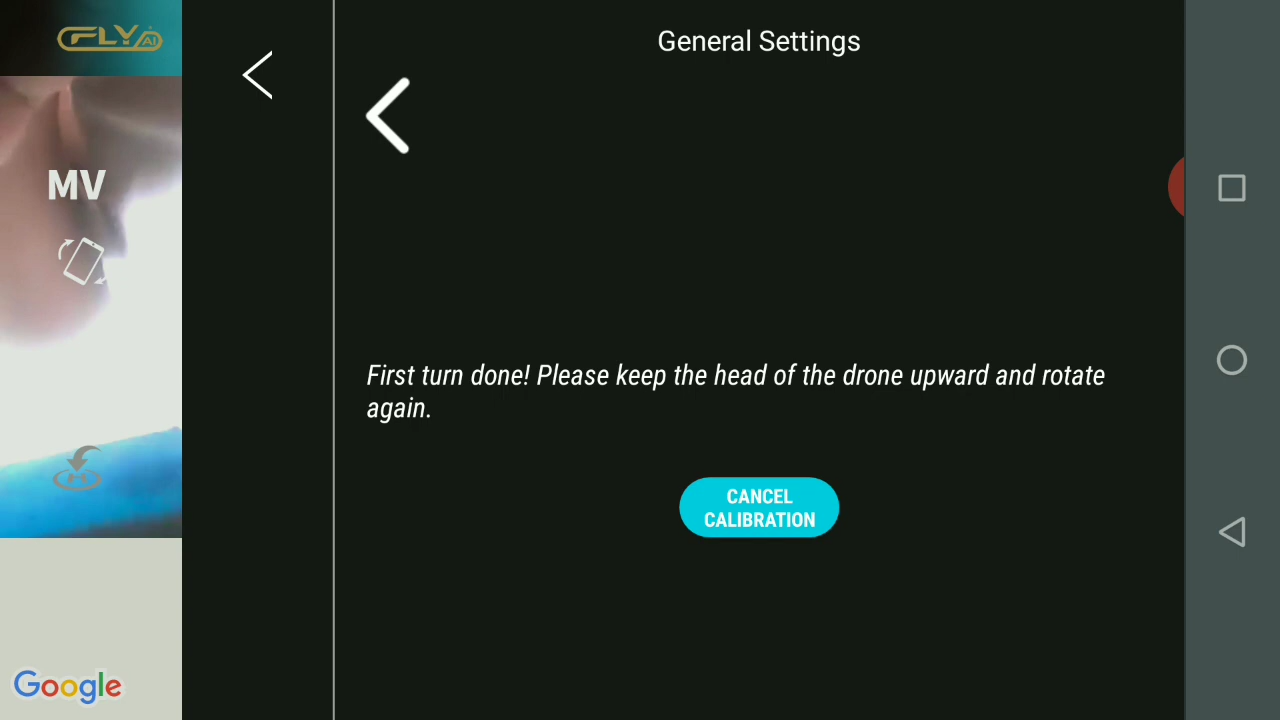 FLY AI
General Settings
MV
First turn done! Please keep the head of the drone upward and rotate
again.
CANCEL
CALIBRATION
Google